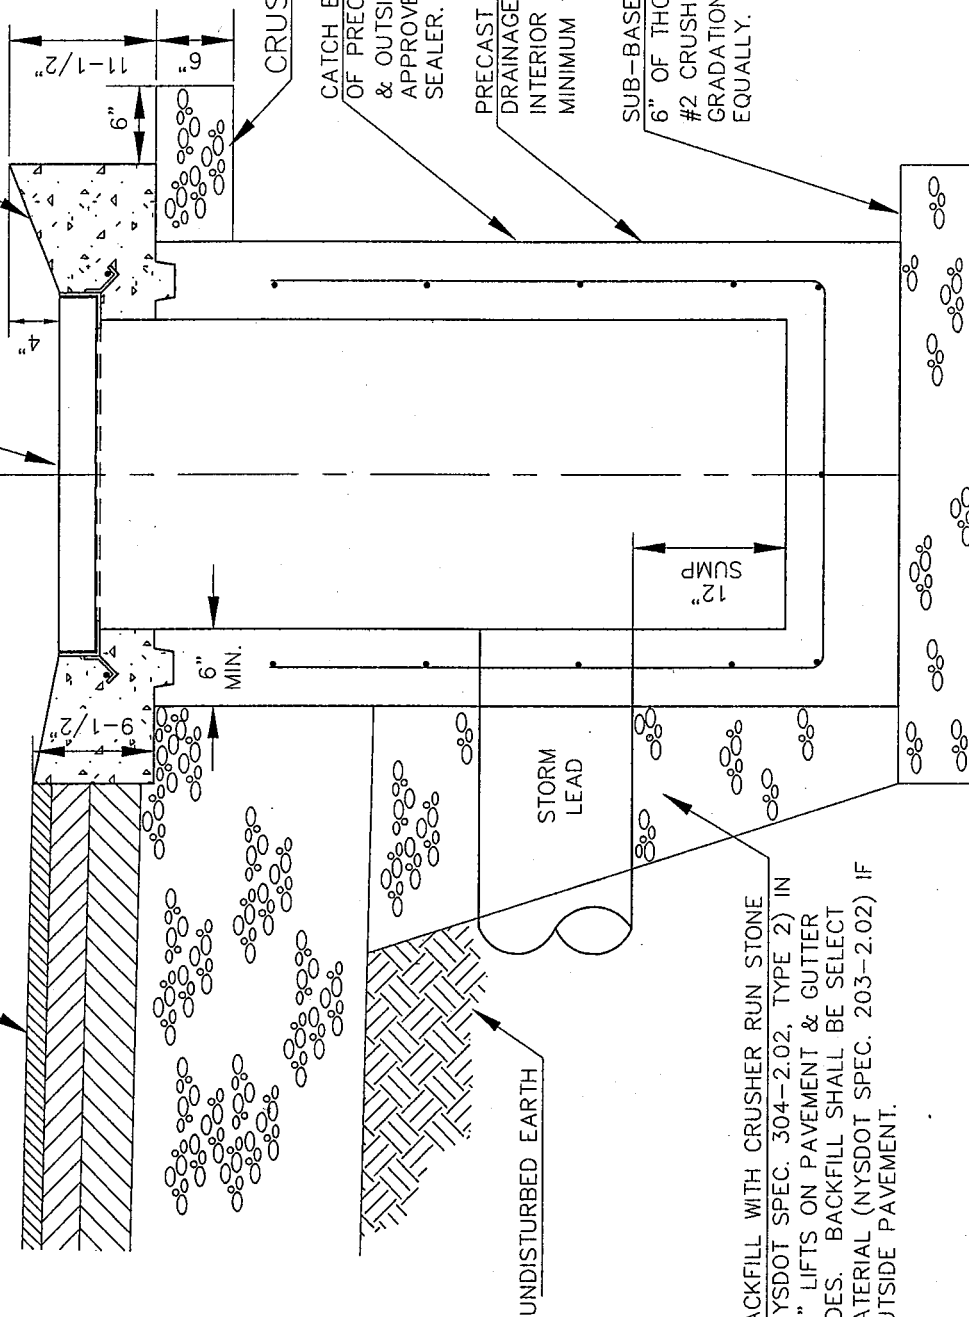 11-1/2"
6"
9"
4"
CRUS
CATCH B
OF PREC
& OUTSI
APPROVE
SEALER.
PRECAST
DRAINAGE
INTERIOR
MINIMUM
SUB-BASE
6" OF THO
#2 CRUSH
GRADATION
EQUALLY.
9-1/2"
6"
MIN.
12"
SUMP
STORM
LEAD
UNDISTURBED EARTH
ACKFILL WITH CRUSHER RUN STONE
YSDOT SPEC. 304-2.02, TYPE 2) IN
" LIFTS ON PAVEMENT & GUTTER
DES. BACKFILL SHALL BE SELECT
ATERIAL (NYSDOT SPEC. 203-2.02) IF
UTSIDE PAVEMENT.